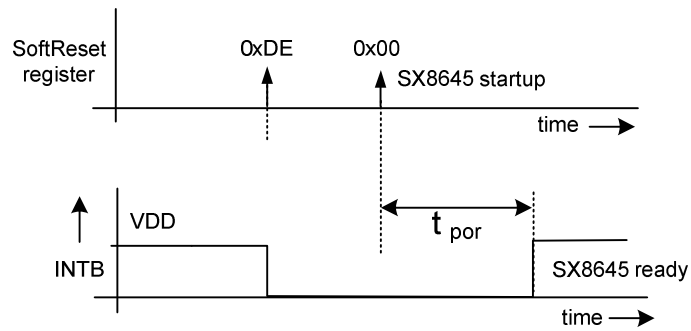 SoftReset
register
0xDE
0x00
SX8645 startup
time
VDD
t por
INTB
SX8645 ready
time